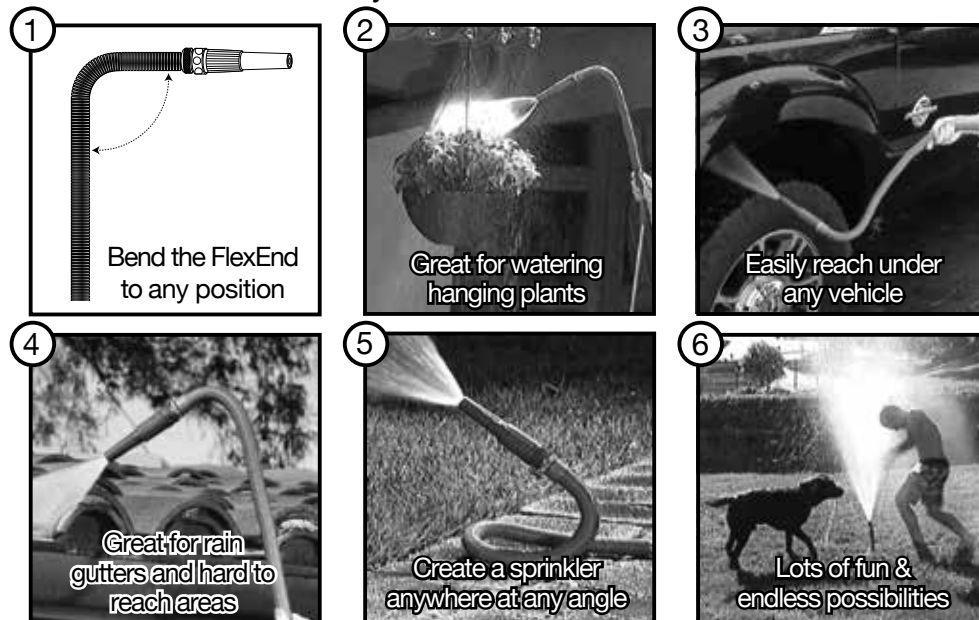 1
Bend the FlexEnd
to any position
2
Great for watering
hanging plants
3
Easily reach under
any vehicle
4
Great for rain
gutters and hard to
reach areas
5
Create a sprinkler
anywhere at any angle
6
Lots of fun &
endless possibilities